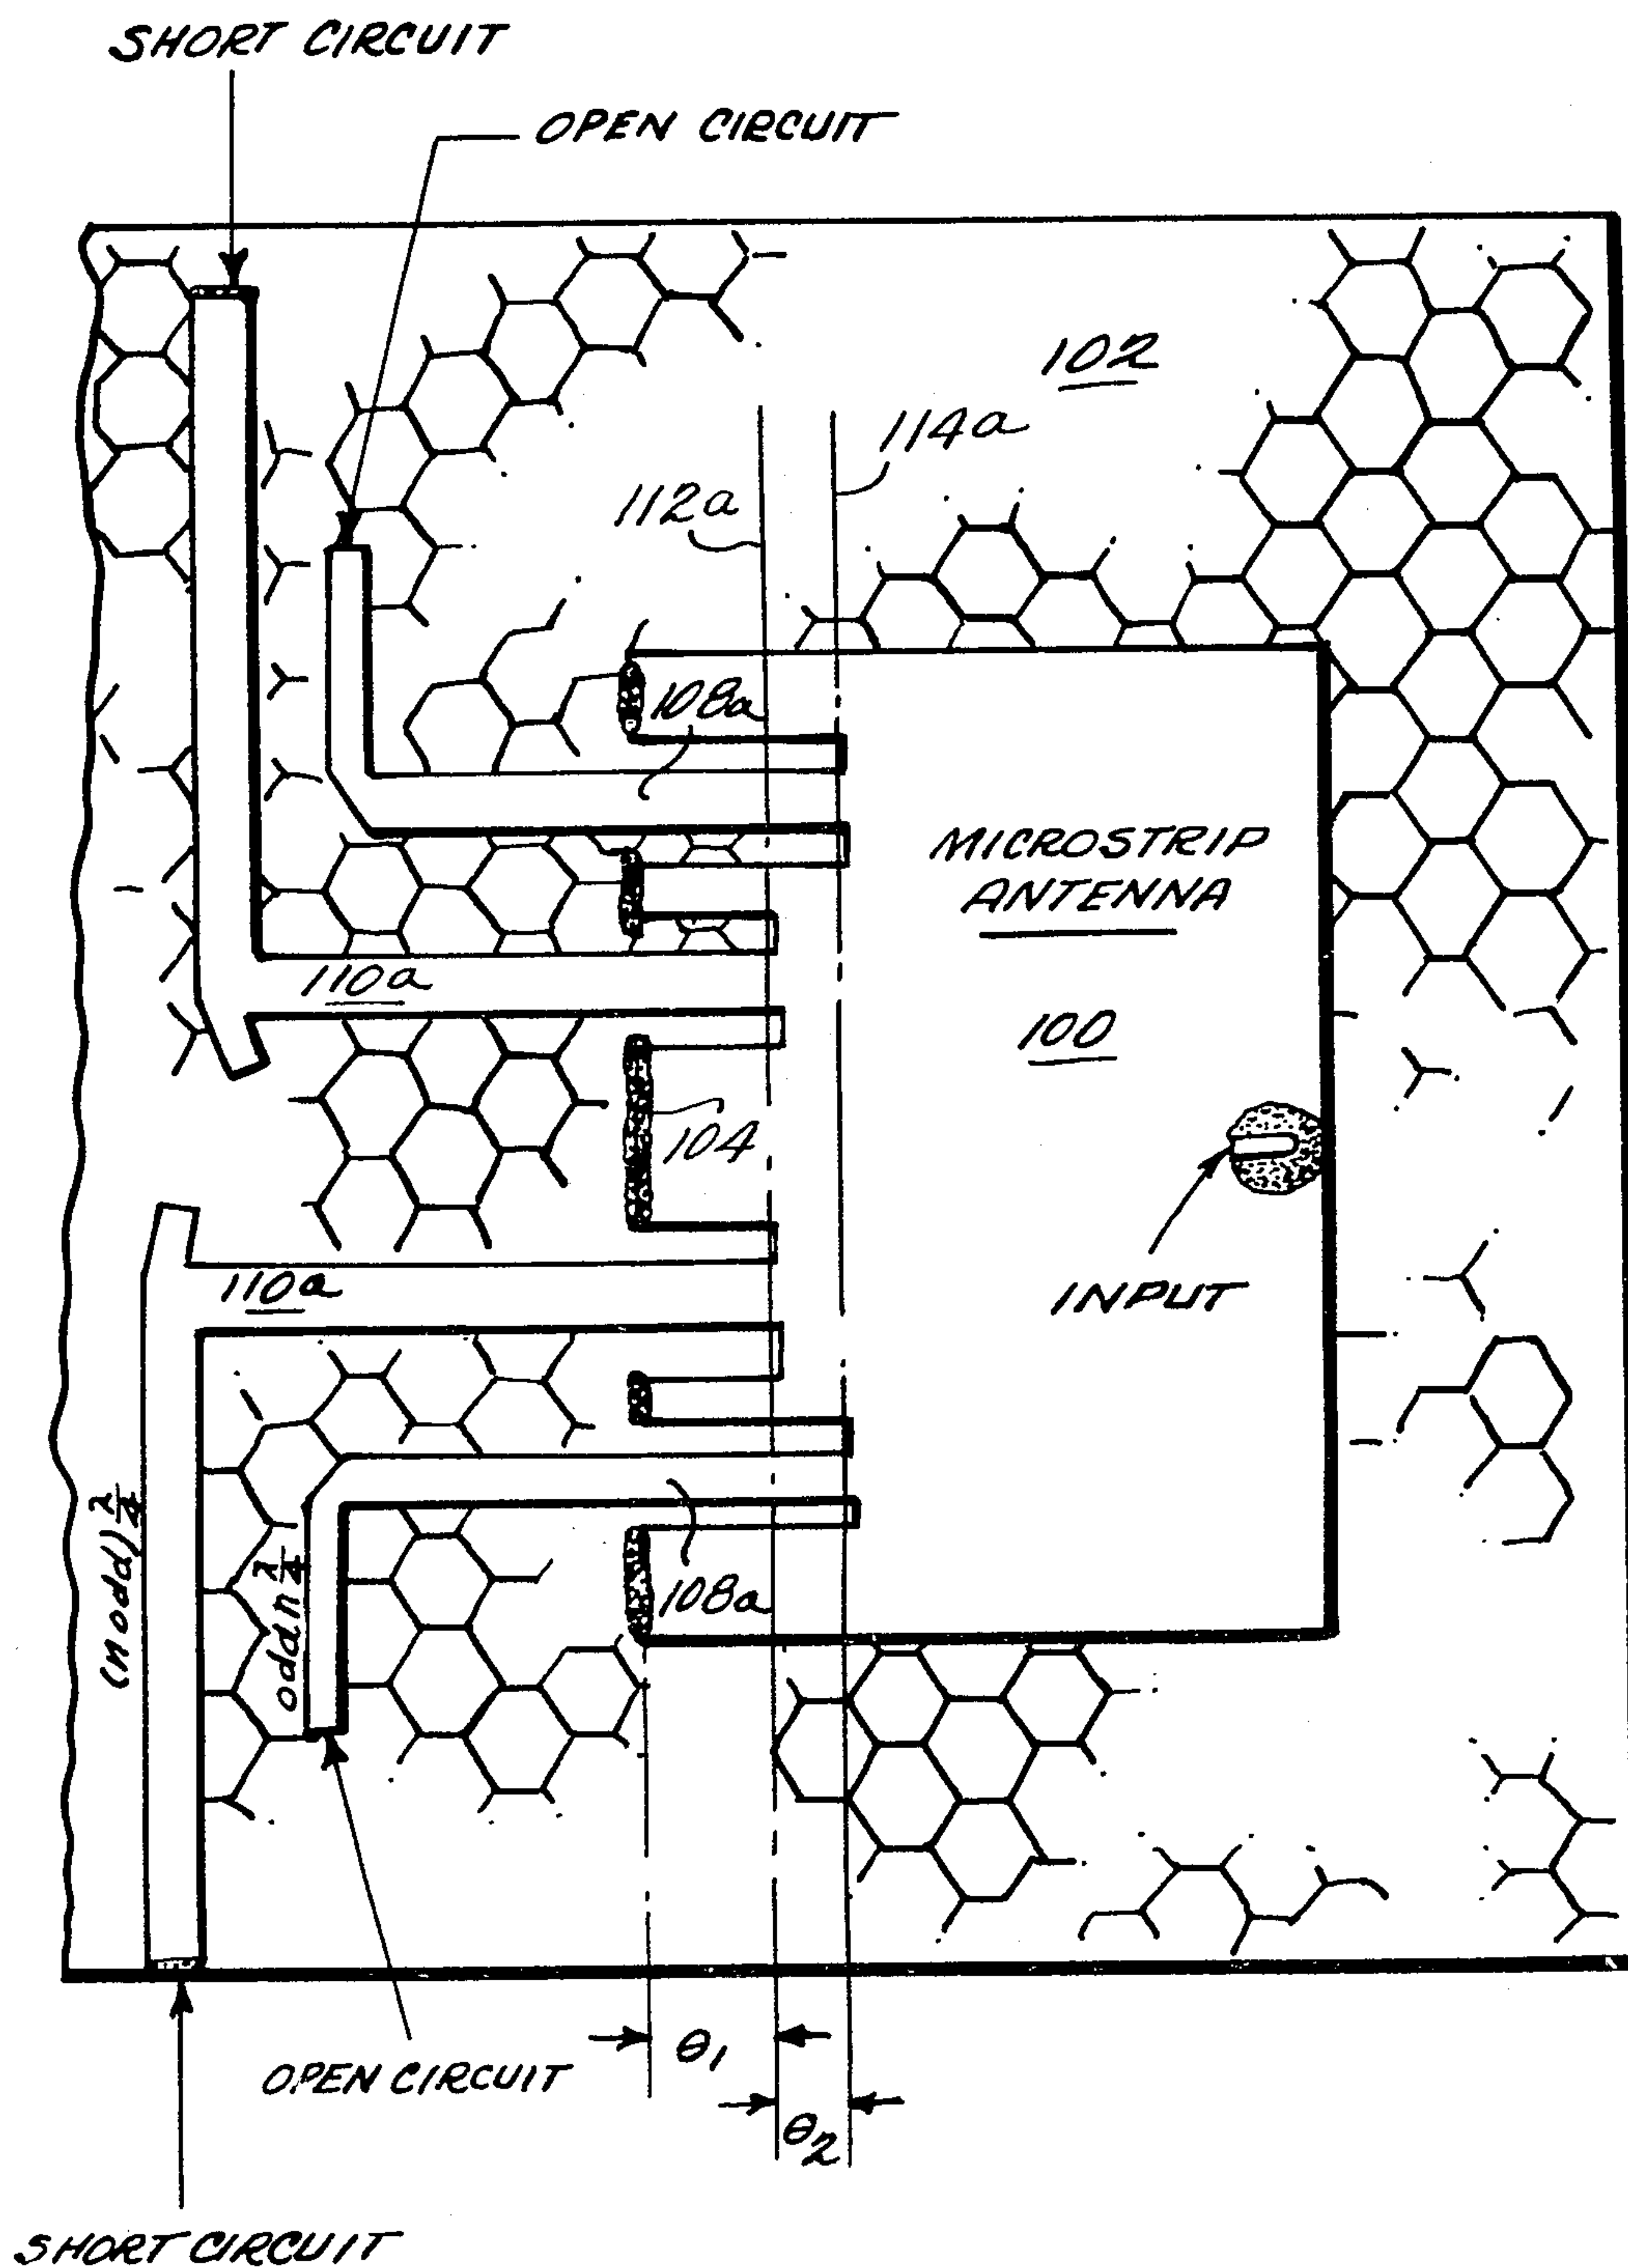 SHORT CIRCUIT
OPEN CIRCUIT
102
114a
112a
108a
MICROSTRIP
ANTENNA
110a
100
104
110a
INPUT
(m odd) λ/4
odd n λ/4
108a
θ1
OPEN CIRCUIT
θ2
SHORT CIRCUIT